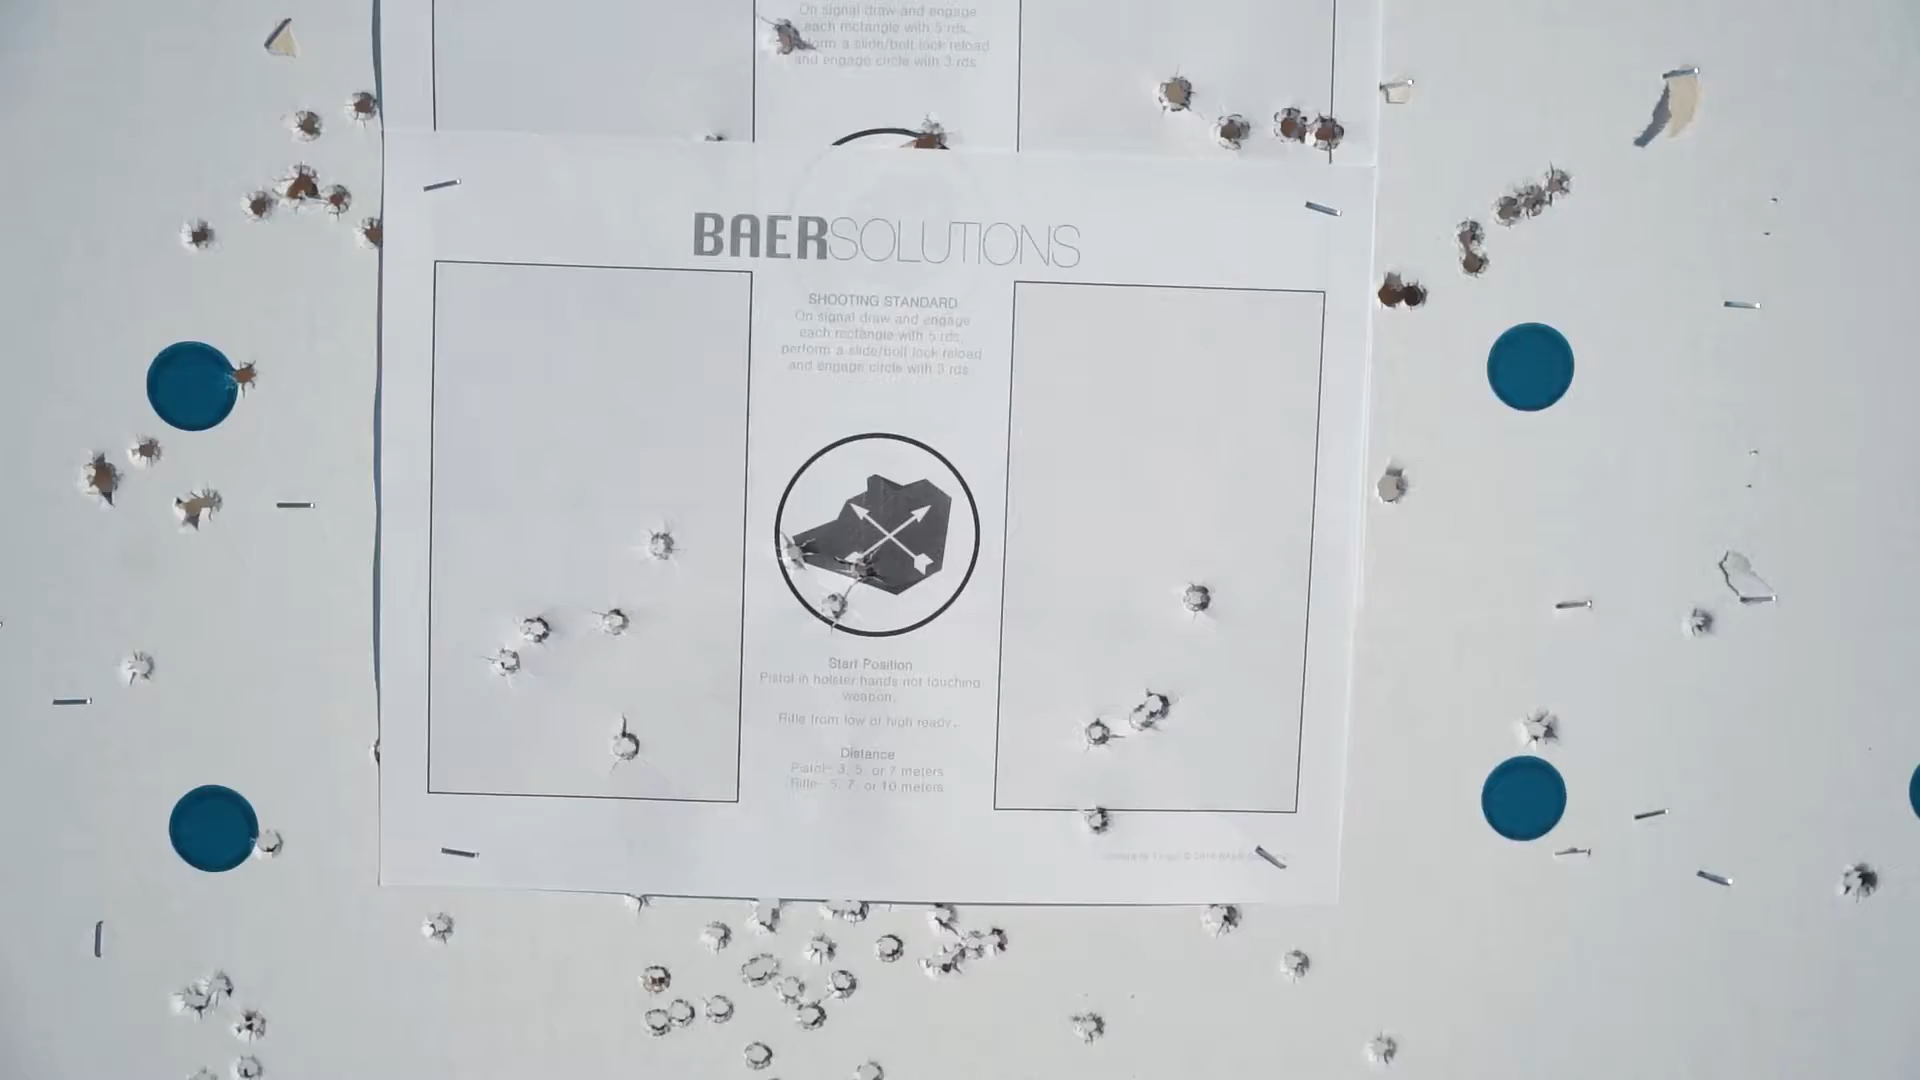 On signal draw and engage
each rectangle with 5 rds,
perform a slide/bolt lock reload
and engage circle with 3 rds.
BAERSOLUTIONS
SHOOTING STANDARD
On signal draw and engage
each rectangle with 5 rds,
perform a slide/bolt lock reload
and engage circle with 3 rds.
Start Position
Pistol in holster hands not touching
weapon.
Rifle from low or high ready.
Distance
Pistol- 3, 5, or 7 meters
Rifle- 5, 7, or 10 meters